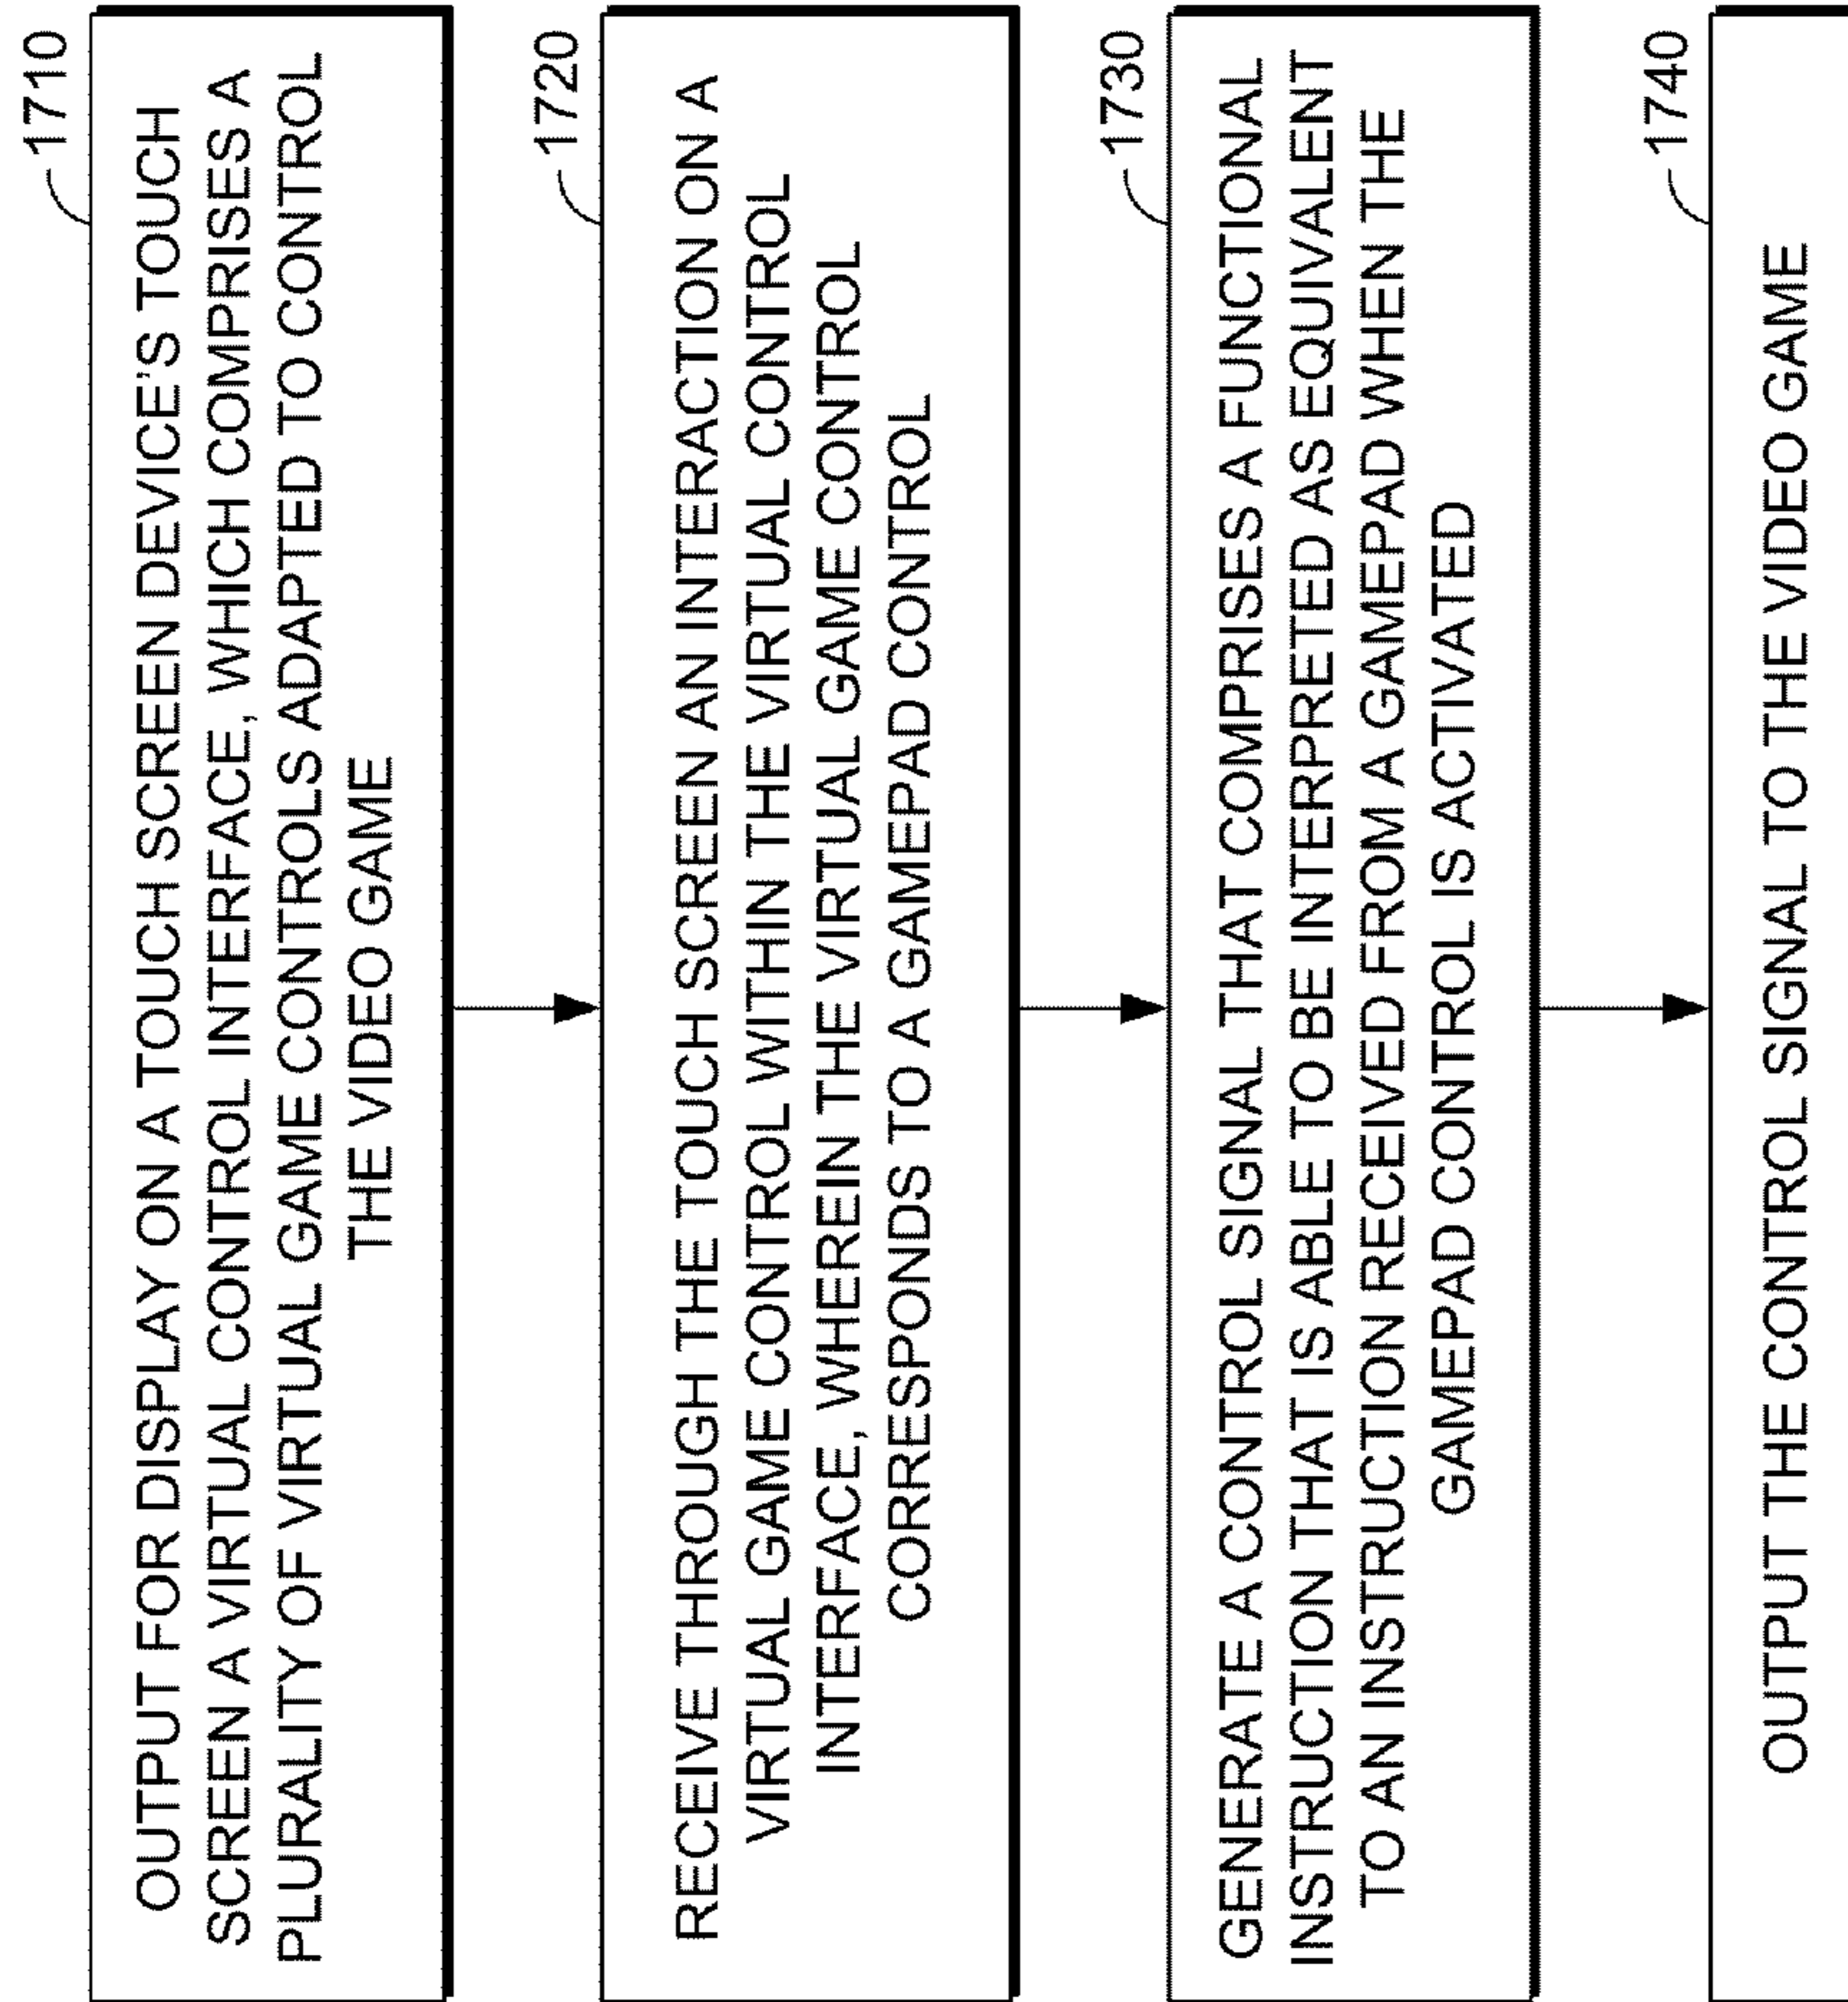 1710
OUTPUT FOR DISPLAY ON A TOUCH SCREEN DEVICE'S TOUCH
SCREEN A VIRTUAL CONTROL INTERFACE, WHICH COMPRISES A
PLURALITY OF VIRTUAL GAME CONTROLS ADAPTED TO CONTROL
THE VIDEO GAME
1720
RECEIVE THROUGH THE TOUCH SCREEN AN INTERACTION ON A
VIRTUAL GAME CONTROL WITHIN THE VIRTUAL CONTROL
INTERFACE, WHEREIN THE VIRTUAL GAME CONTROL
CORRESPONDS TO A GAMEPAD CONTROL
1730
GENERATE A CONTROL SIGNAL THAT COMPRISES A FUNCTIONAL
INSTRUCTION THAT IS ABLE TO BE INTERPRETED AS EQUIVALENT
TO AN INSTRUCTION RECEIVED FROM A GAMEPAD WHEN THE
GAMEPAD CONTROL IS ACTIVATED
1740
OUTPUT THE CONTROL SIGNAL TO THE VIDEO GAME